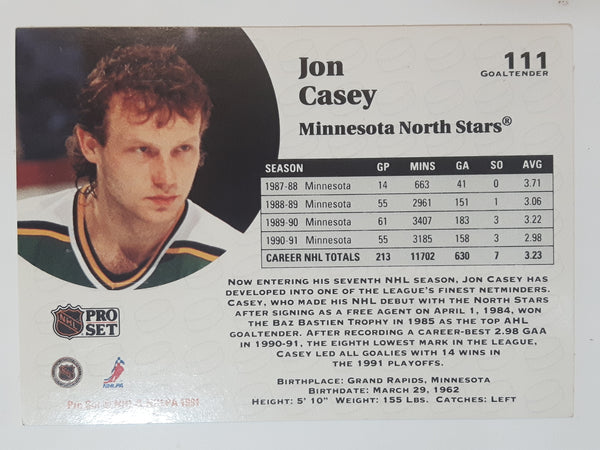 Jon
Casey
111
GOALTENDER
Minnesota North Stars®
SEASON GP MINS GA SO AVG
1987-88 Minnesota 14 663 41 0 3.71
1988-89 Minnesota 55 2961 151 1 3.06
1989-90 Minnesota 61 3407 183 3 3.22
1990-91 Minnesota 55 3185 158 3 2.98
CAREER NHL TOTALS 213 11702 630 7 3.23
NOW ENTERING HIS SEVENTH NHL SEASON, JON CASEY HAS
DEVELOPED INTO ONE OF THE LEAGUE'S FINEST NETMINDERS.
CASEY, WHO MADE HIS NHL DEBUT WITH THE NORTH STARS
AFTER SIGNING AS A FREE AGENT ON APRIL 1, 1984, WON
THE BAZ BASTIEN TROPHY IN 1985 AS THE TOP AHL
GOALTENDER. AFTER RECORDING A CAREER-BEST 2.98 GAA
IN 1990-91, THE EIGHTH LOWEST MARK IN THE LEAGUE,
CASEY LED ALL GOALIES WITH 14 WINS IN
THE 1991 PLAYOFFS.
BIRTHPLACE: GRAND RAPIDS, MINNESOTA
BIRTHDATE: MARCH 29, 1962
HEIGHT: 5' 10" WEIGHT: 155 LBS. CATCHES: LEFT
NHL
PRO
SET
NHLPA
Pro Set 1991